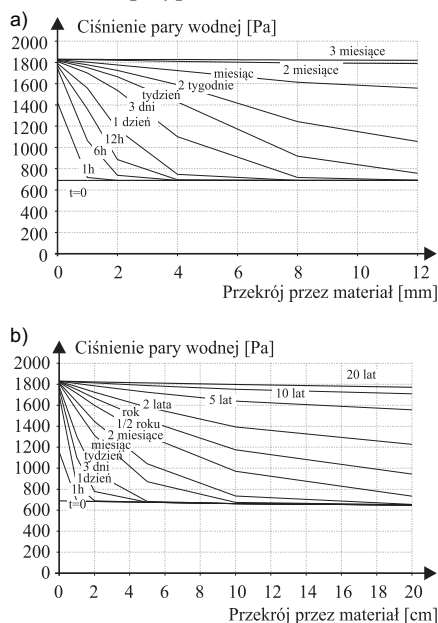 a)
Ciśnienie pary wodnej [Pa]
2000
1800
1600
1400
1200
1000
800
600
400
200
0
3 miesiące
2 miesiące
miesiąc
2 tygodnie
tydzień
3 dni
1 dzień
12h
6h
1h
t=0
0 2 4 6 8 10 12
Przekrój przez materiał [mm]
b)
Ciśnienie pary wodnej [Pa]
2000
1800
1600
1400
1200
1000
800
600
400
200
0
20 lat
10 lat
5 lat
2 lata
rok
1/2 roku
2 miesiące
miesiąc
tydzień
3 dni
1dzień
1h
t=0
0 2 4 6 8 10 12 14 16 18 20
Przekrój przez materiał [cm]